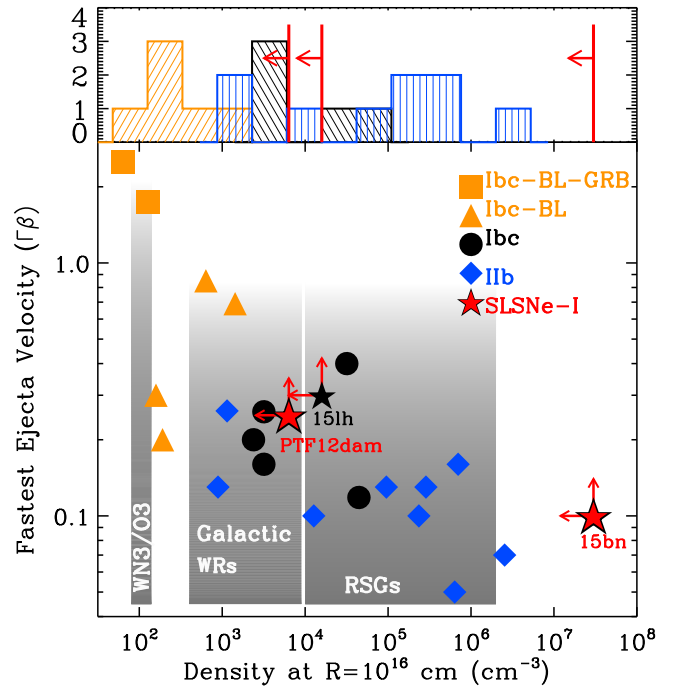 4
3
2
1
0
Ibc-BL-GRB
Ibc-BL
Ibc
IIb
SLSNe-I
1.0
0.1
Fastest Ejecta Velocity (Γβ)
15lh
PTF12dam
15bn
WN3/O3
Galactic
WRs
RSGs
10² 10³ 10⁴ 10⁵ 10⁶ 10⁷ 10⁸
Density at R=10¹⁶ cm (cm⁻³)